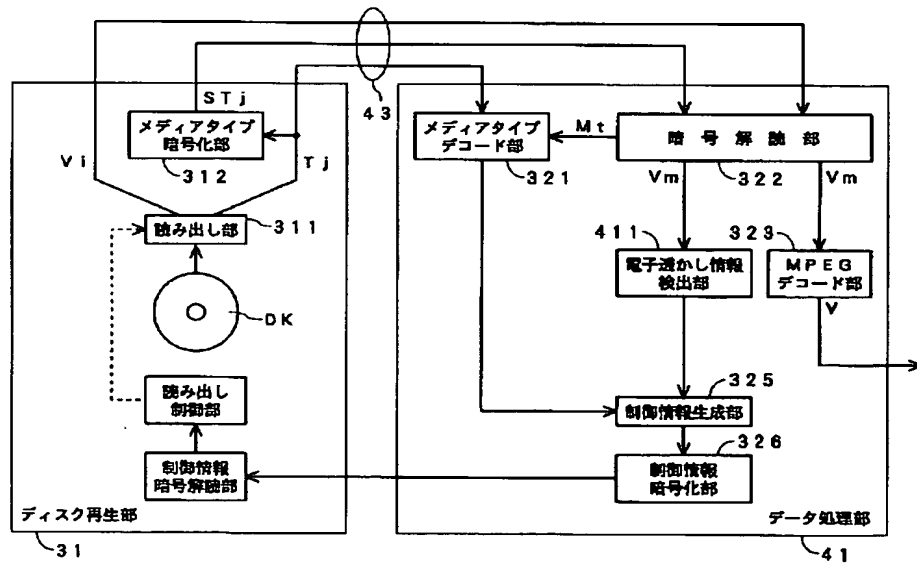 STj
43
メディアタイプ
暗号化部
312
Vi
Tj
読み出し部
311
DK
読み出し
制御部
制御情報
暗号解読部
ディスク再生部
31
メディアタイプ
デコード部
321
Mt
暗号解読部
322
Vm
Vm
411
電子透かし情報
検出部
323
MPEG
デコード部
V
325
制御情報生成部
326
制御情報
暗号化部
データ処理部
41